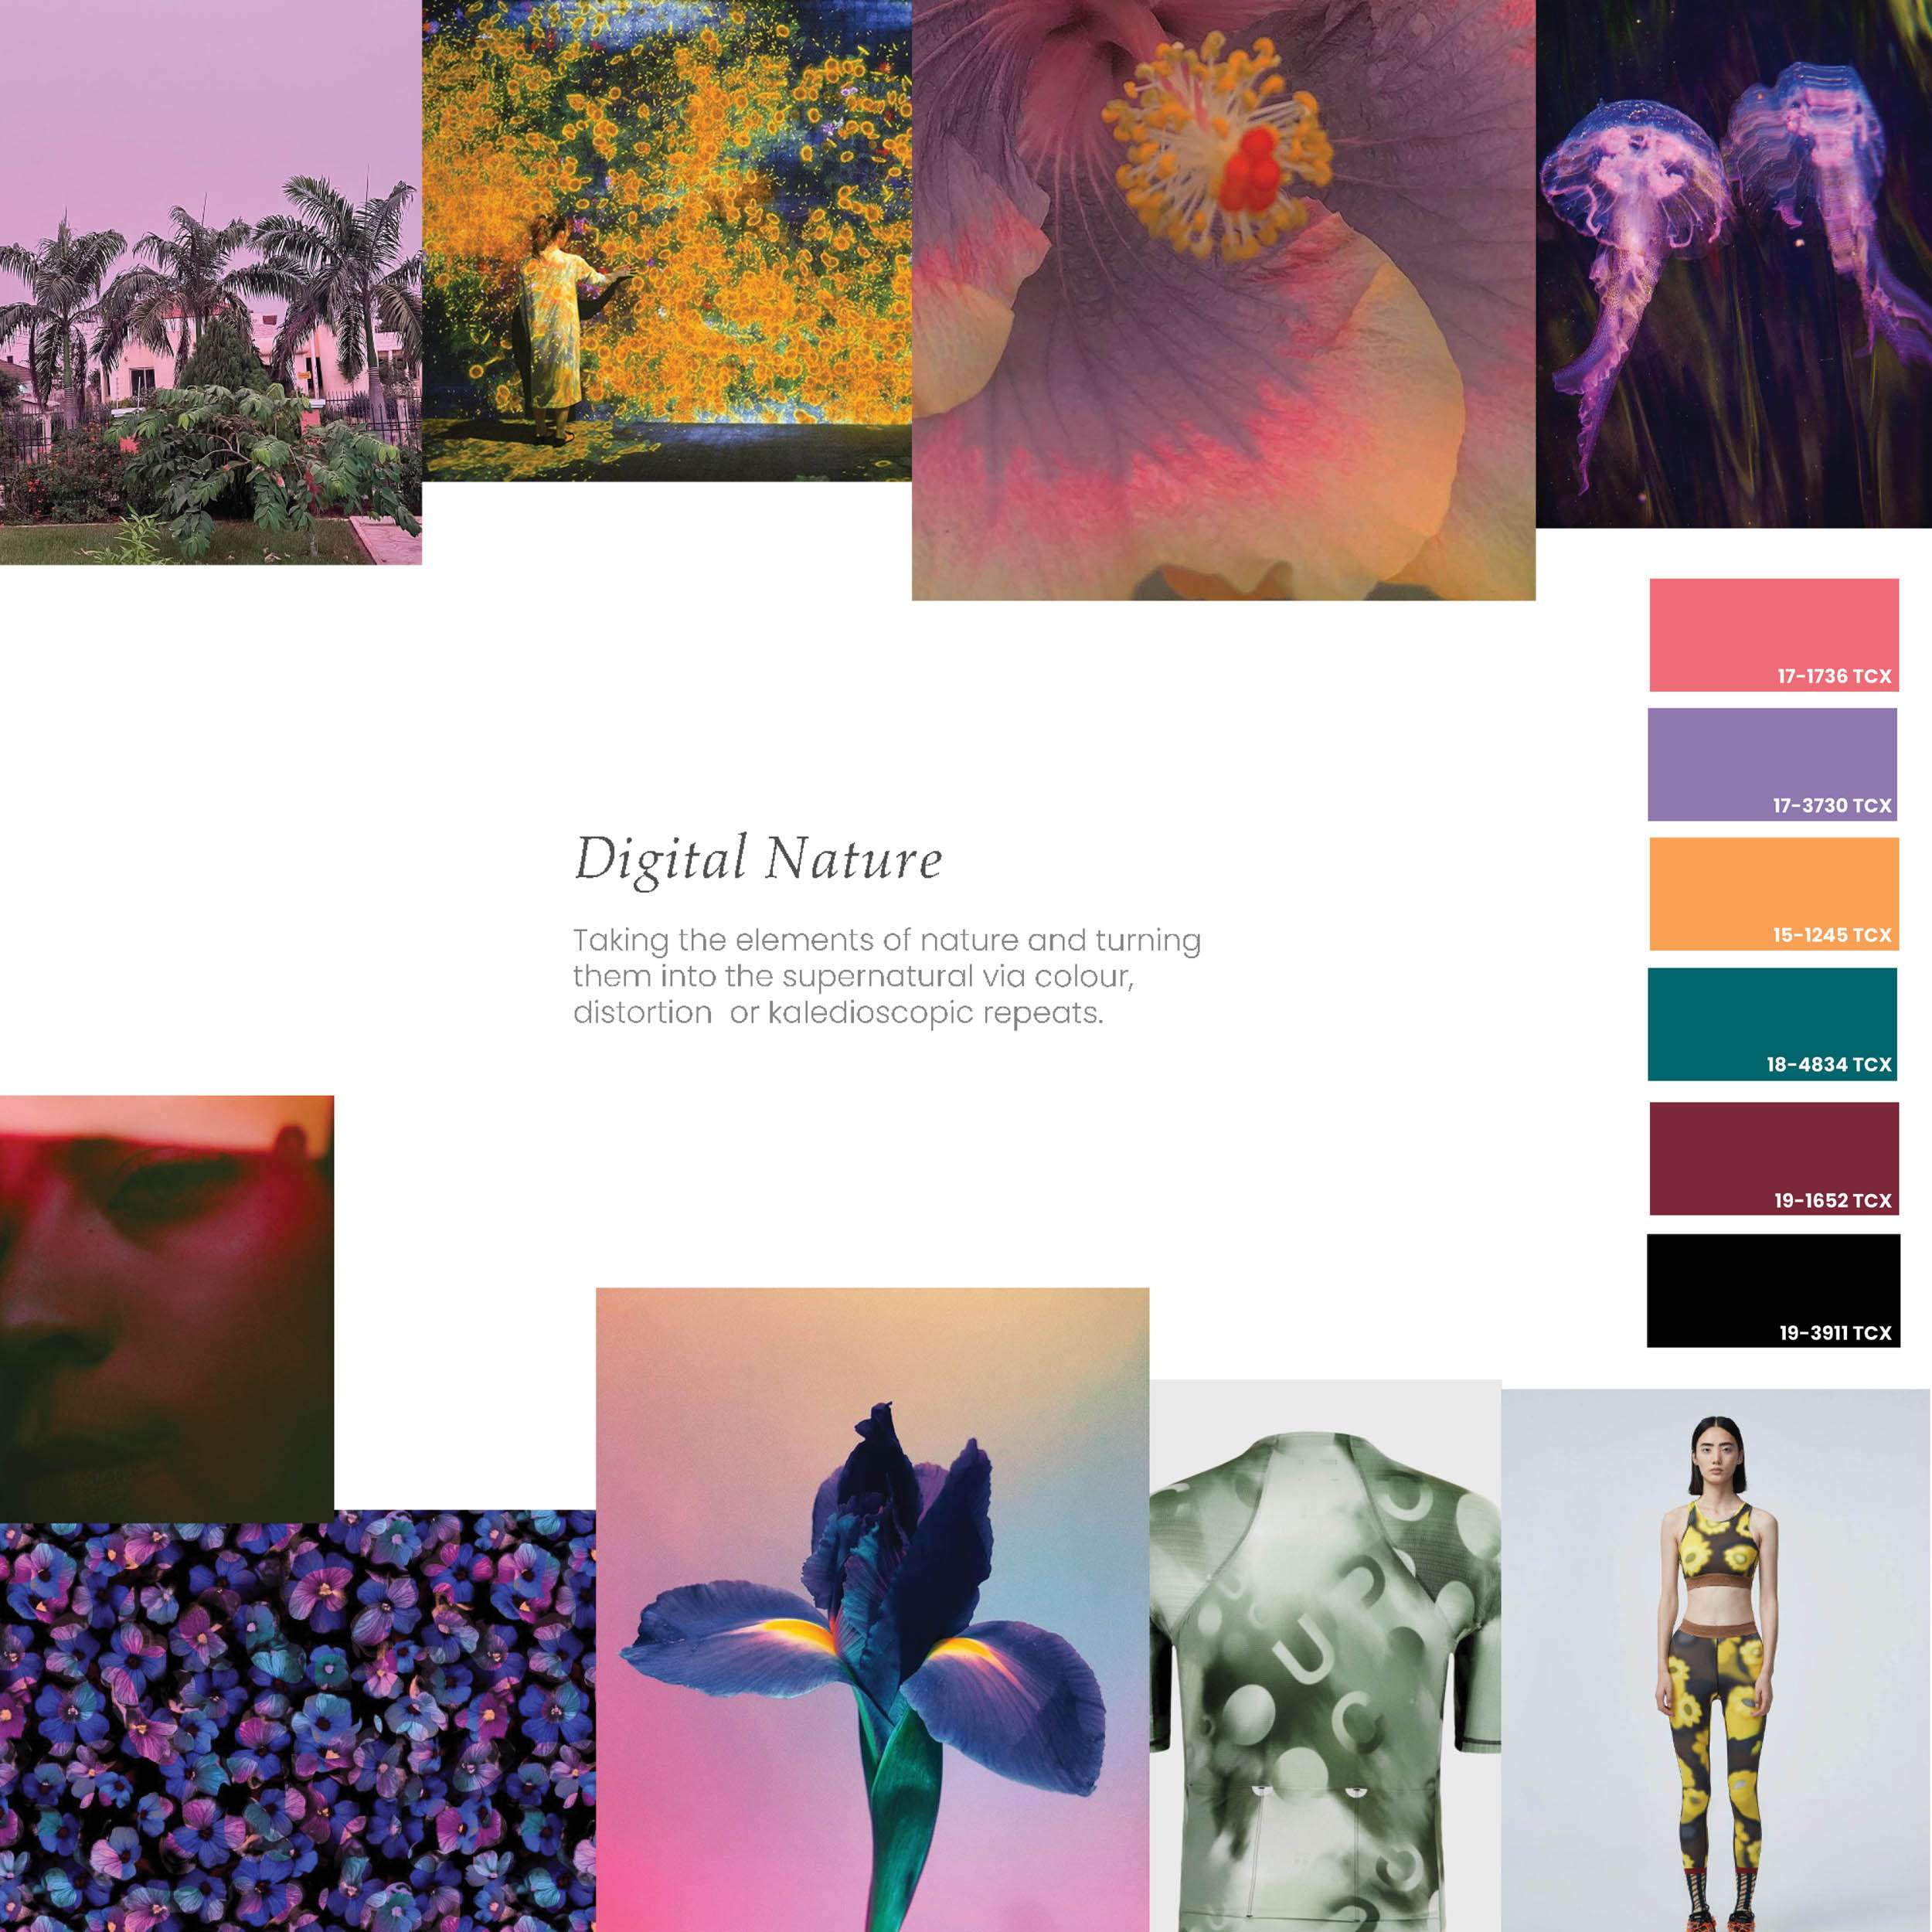 Digital Nature
Taking the elements of nature and turning
them into the supernatural via colour,
distortion  or kaledioscopic repeats.
17-1736 TCX
17-3730 TCX
15-1245 TCX
18-4834 TCX
19-1652 TCX
19-3911 TCX